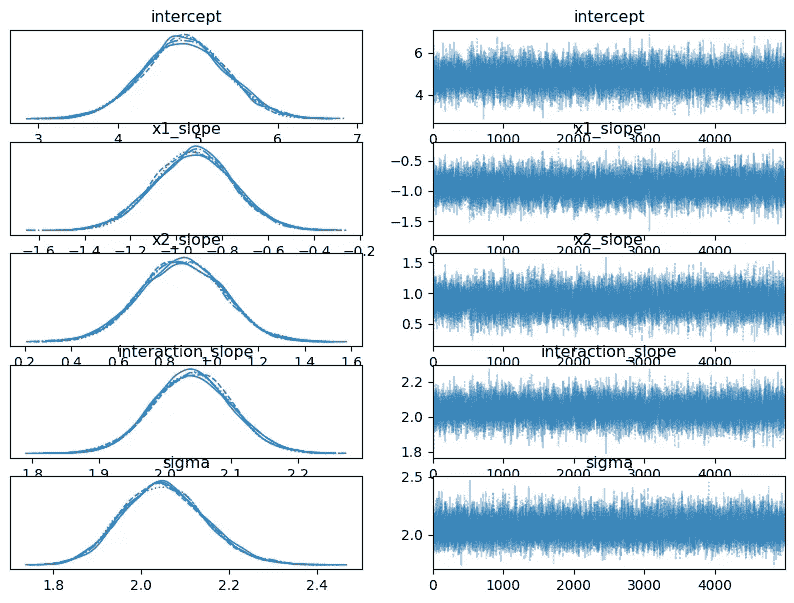 intercept intercept
6
4
3 4 5 6 7 0 1000 2000 3000 4000
x1_slope x1_slope
−0.5
−1.0
−1.5
−1.6 −1.4 −1.2 −1.0 −0.8 −0.6 −0.4 −0.2 0 1000 2000 3000 4000
x2_slope x2_slope
1.5
1.0
0.5
0.2 0.4 0.6 0.8 1.0 1.2 1.4 1.6 0 1000 2000 3000 4000
interaction_slope interaction_slope
2.2
2.0
1.8
1.8 1.9 2.0 2.1 2.2 0 1000 2000 3000 4000
sigma sigma
2.5
2.0
1.8 2.0 2.2 2.4 0 1000 2000 3000 4000